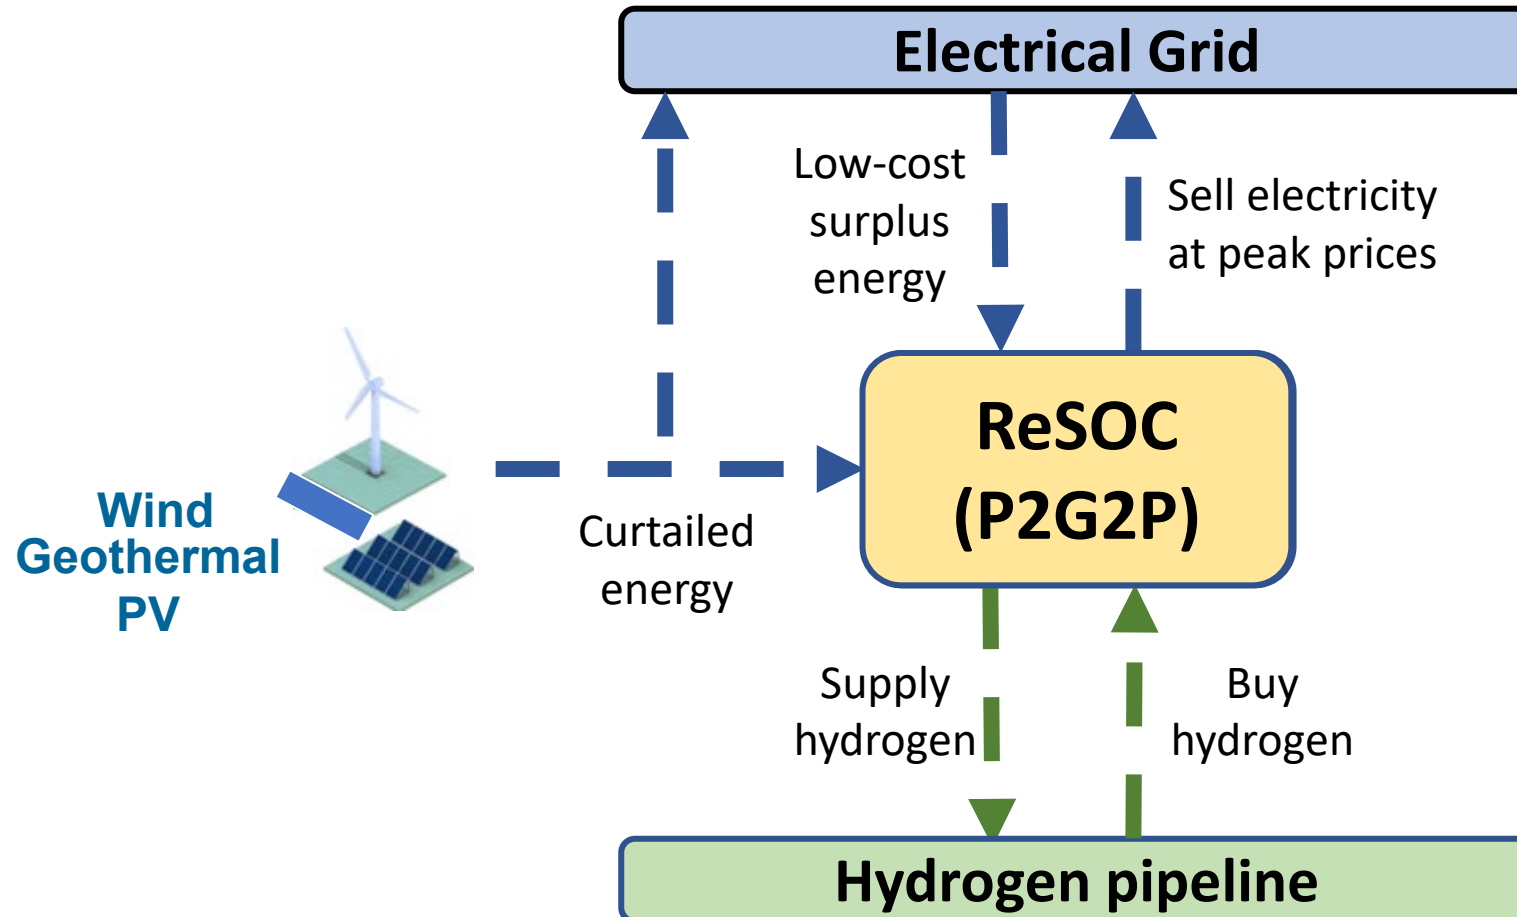 Electrical Grid
Low-cost
surplus
energy
Sell electricity
at peak prices
Wind
Geothermal
PV
Curtailed
energy
ReSOC
(P2G2P)
Supply
hydrogen
Buy
hydrogen
Hydrogen pipeline